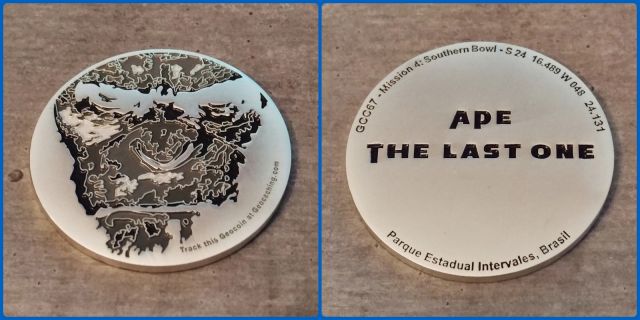 Track this Geocoin at Geocaching.com
GCC67 - Mission 4: Southern Bowl - S 24 16.489 W 048 24.131
APE
THE LAST ONE
Parque Estadual Intervales, Brasil